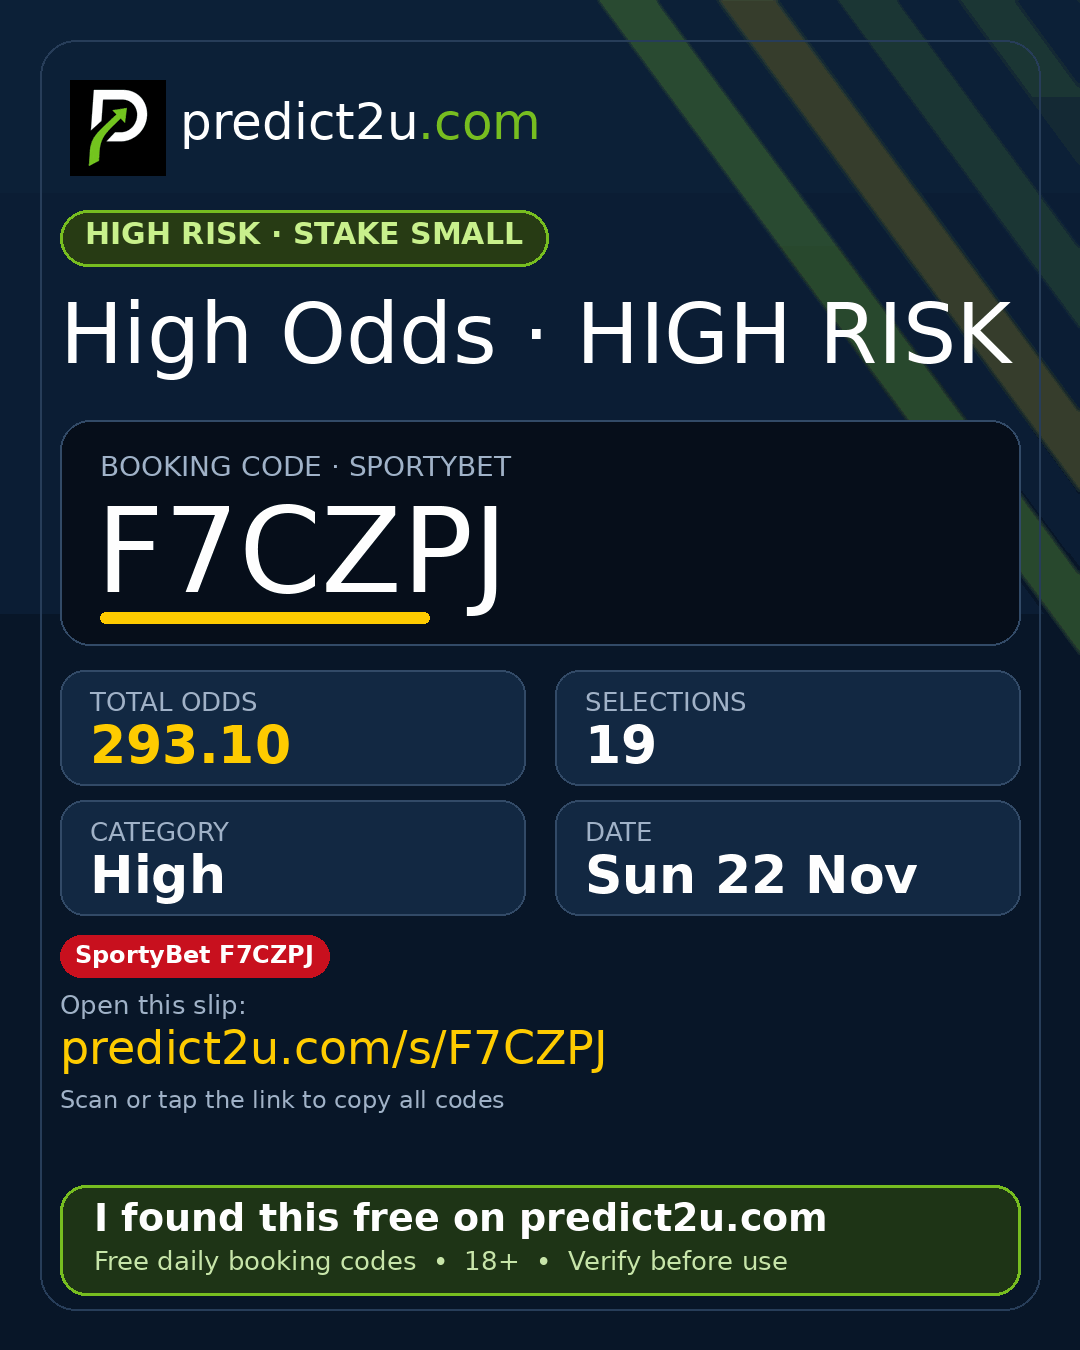 predict2u.com
HIGH RISK · STAKE SMALL
High Odds · HIGH RISK
BOOKING CODE · SPORTYBET
F7CZPJ
TOTAL ODDS
293.10
SELECTIONS
19
CATEGORY
High
DATE
Sun 22 Nov
SportyBet F7CZPJ
Open this slip:
predict2u.com/s/F7CZPJ
Scan or tap the link to copy all codes
I found this free on predict2u.com
Free daily booking codes • 18+ • Verify before use